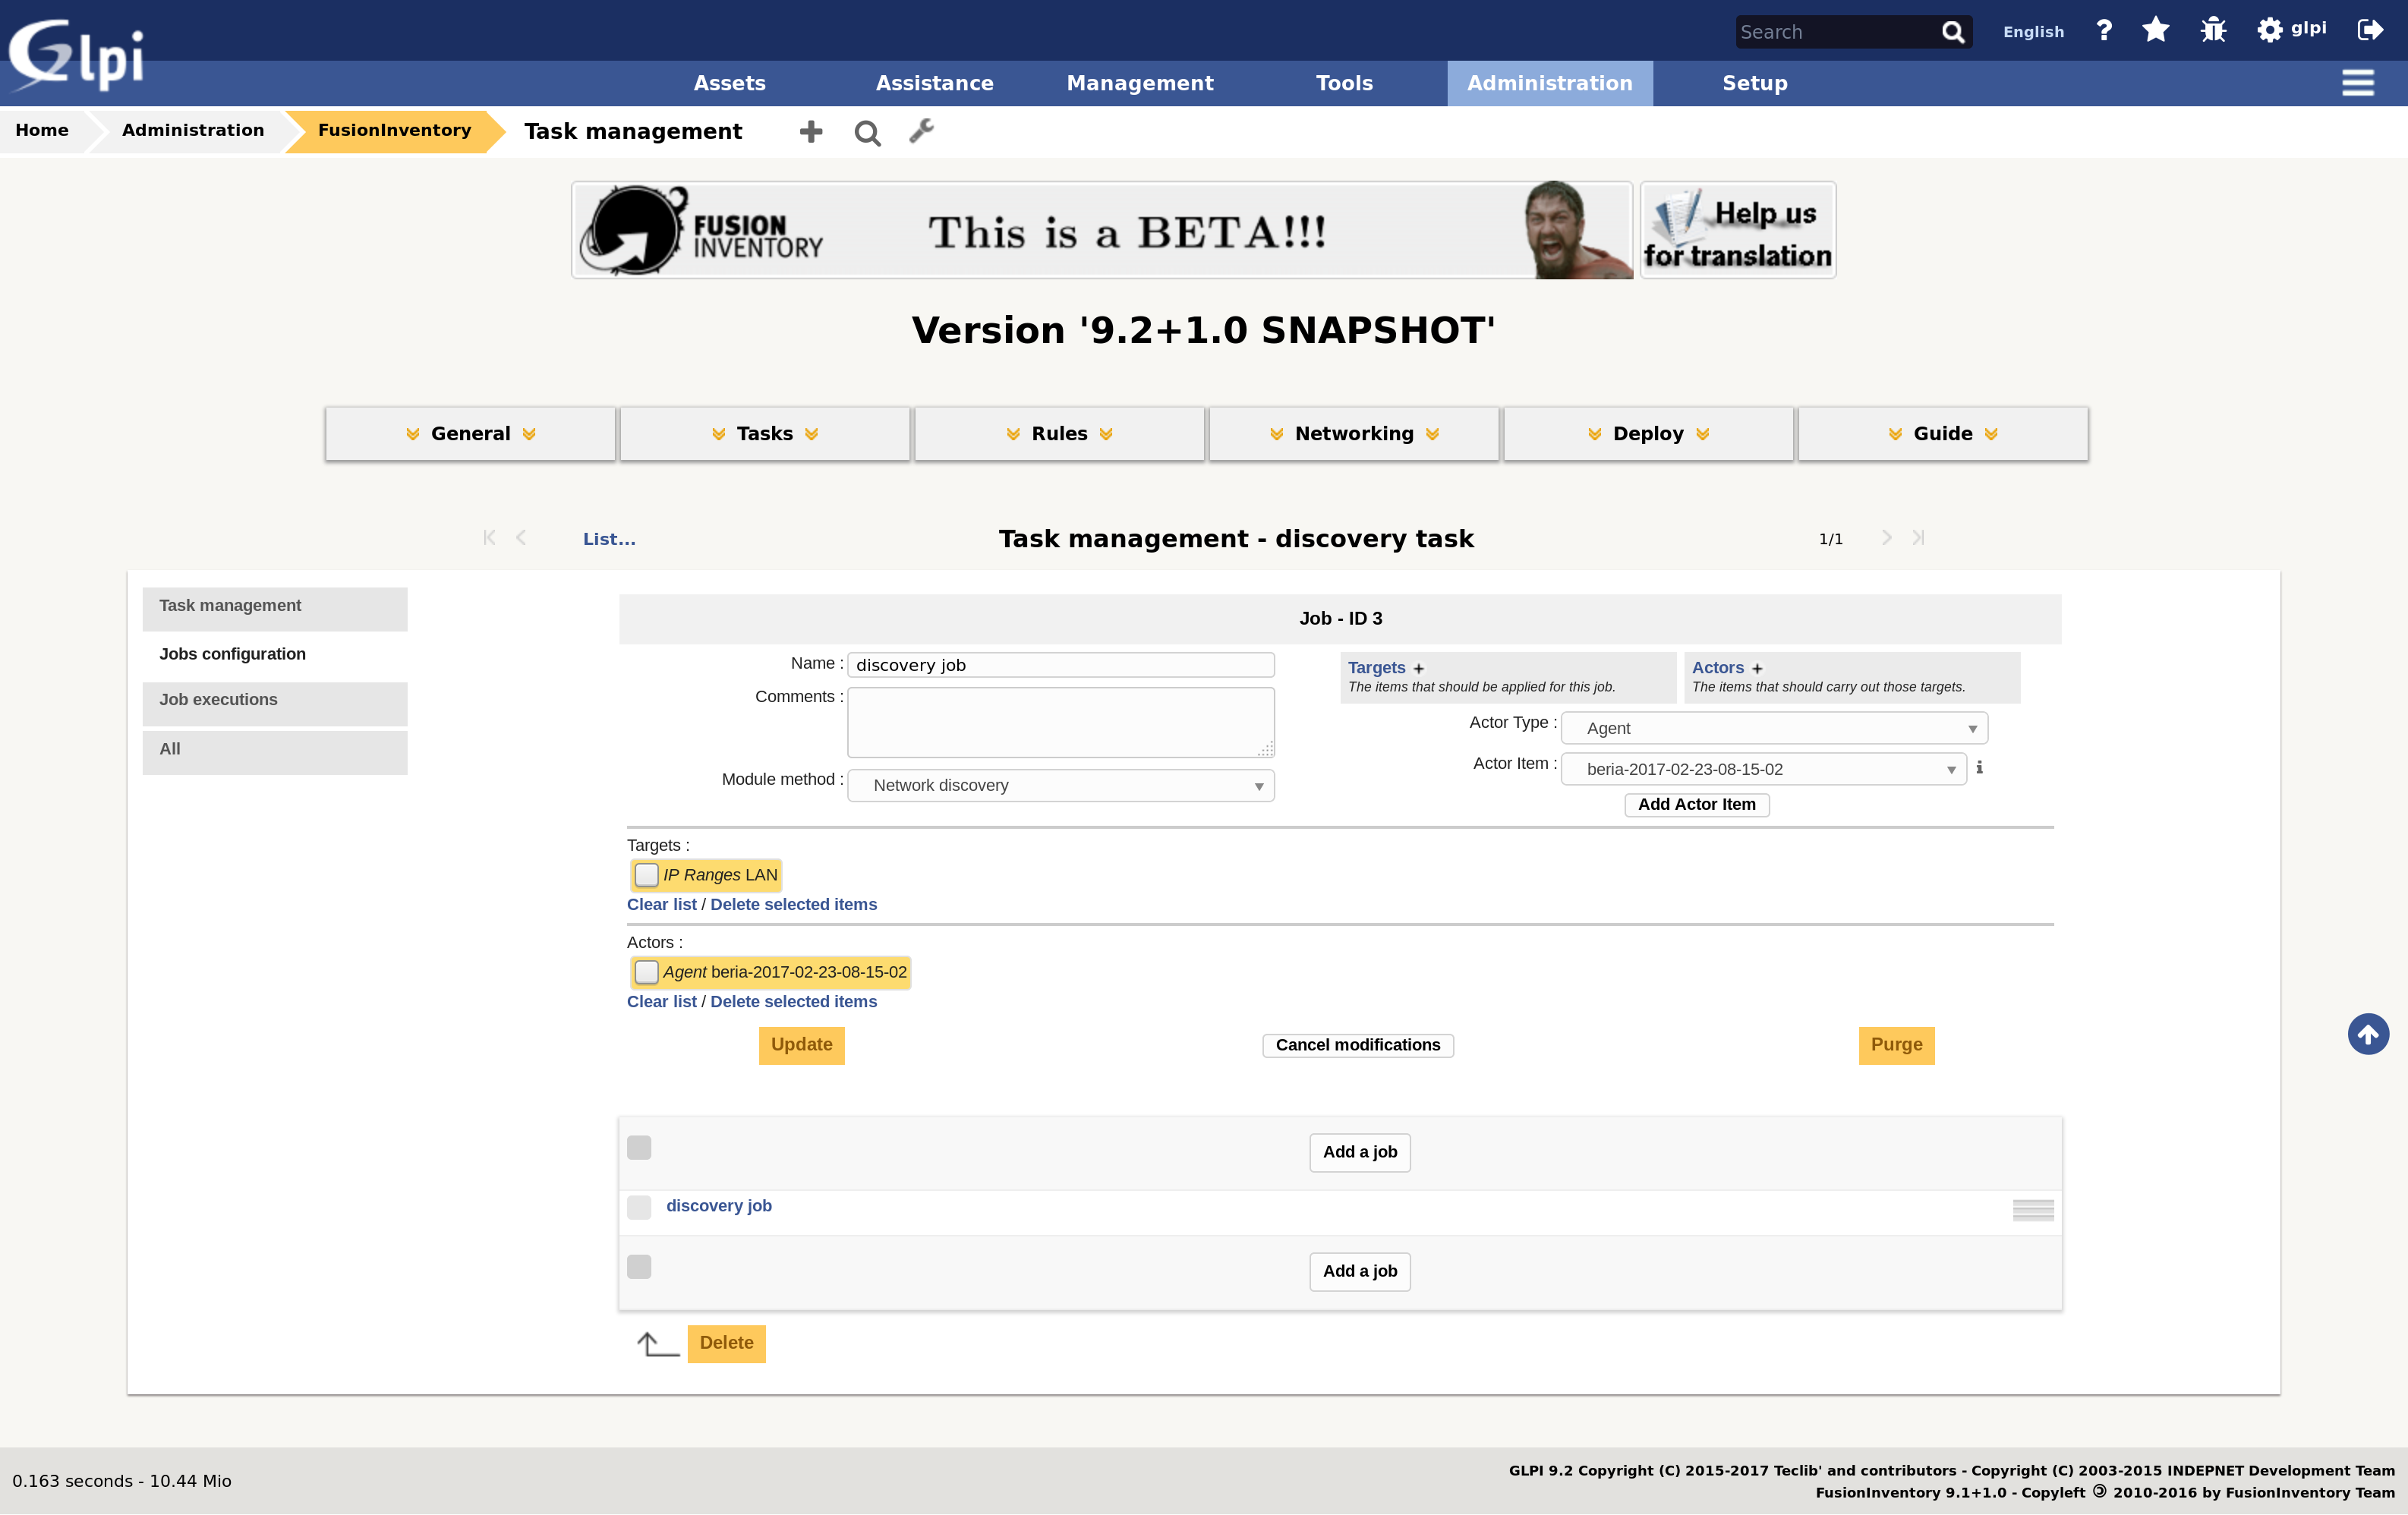 Glpi
Search
English
?
glpi
Assets
Assistance
Management
Tools
Administration
Setup
Home
Administration
FusionInventory
Task management
FUSION
INVENTORY
This is a BETA!!!
Help us
for translation
Version '9.2+1.0 SNAPSHOT'
General
Tasks
Rules
Networking
Deploy
Guide
List...
Task management - discovery task
1/1
Task management
Jobs configuration
Job executions
All
Job - ID 3
Name :
discovery job
Comments :
Module method :
Network discovery
Targets +
The items that should be applied for this job.
Actors +
The items that should carry out those targets.
Actor Type :
Agent
Actor Item :
beria-2017-02-23-08-15-02
Add Actor Item
Targets :
IP Ranges LAN
Clear list / Delete selected items
Actors :
Agent beria-2017-02-23-08-15-02
Clear list / Delete selected items
Update
Cancel modifications
Purge
Add a job
discovery job
Add a job
Delete
0.163 seconds - 10.44 Mio
GLPI 9.2 Copyright (C) 2015-2017 Teclib' and contributors - Copyright (C) 2003-2015 INDEPNET Development Team
FusionInventory 9.1+1.0 - Copyleft 🄯 2010-2016 by FusionInventory Team